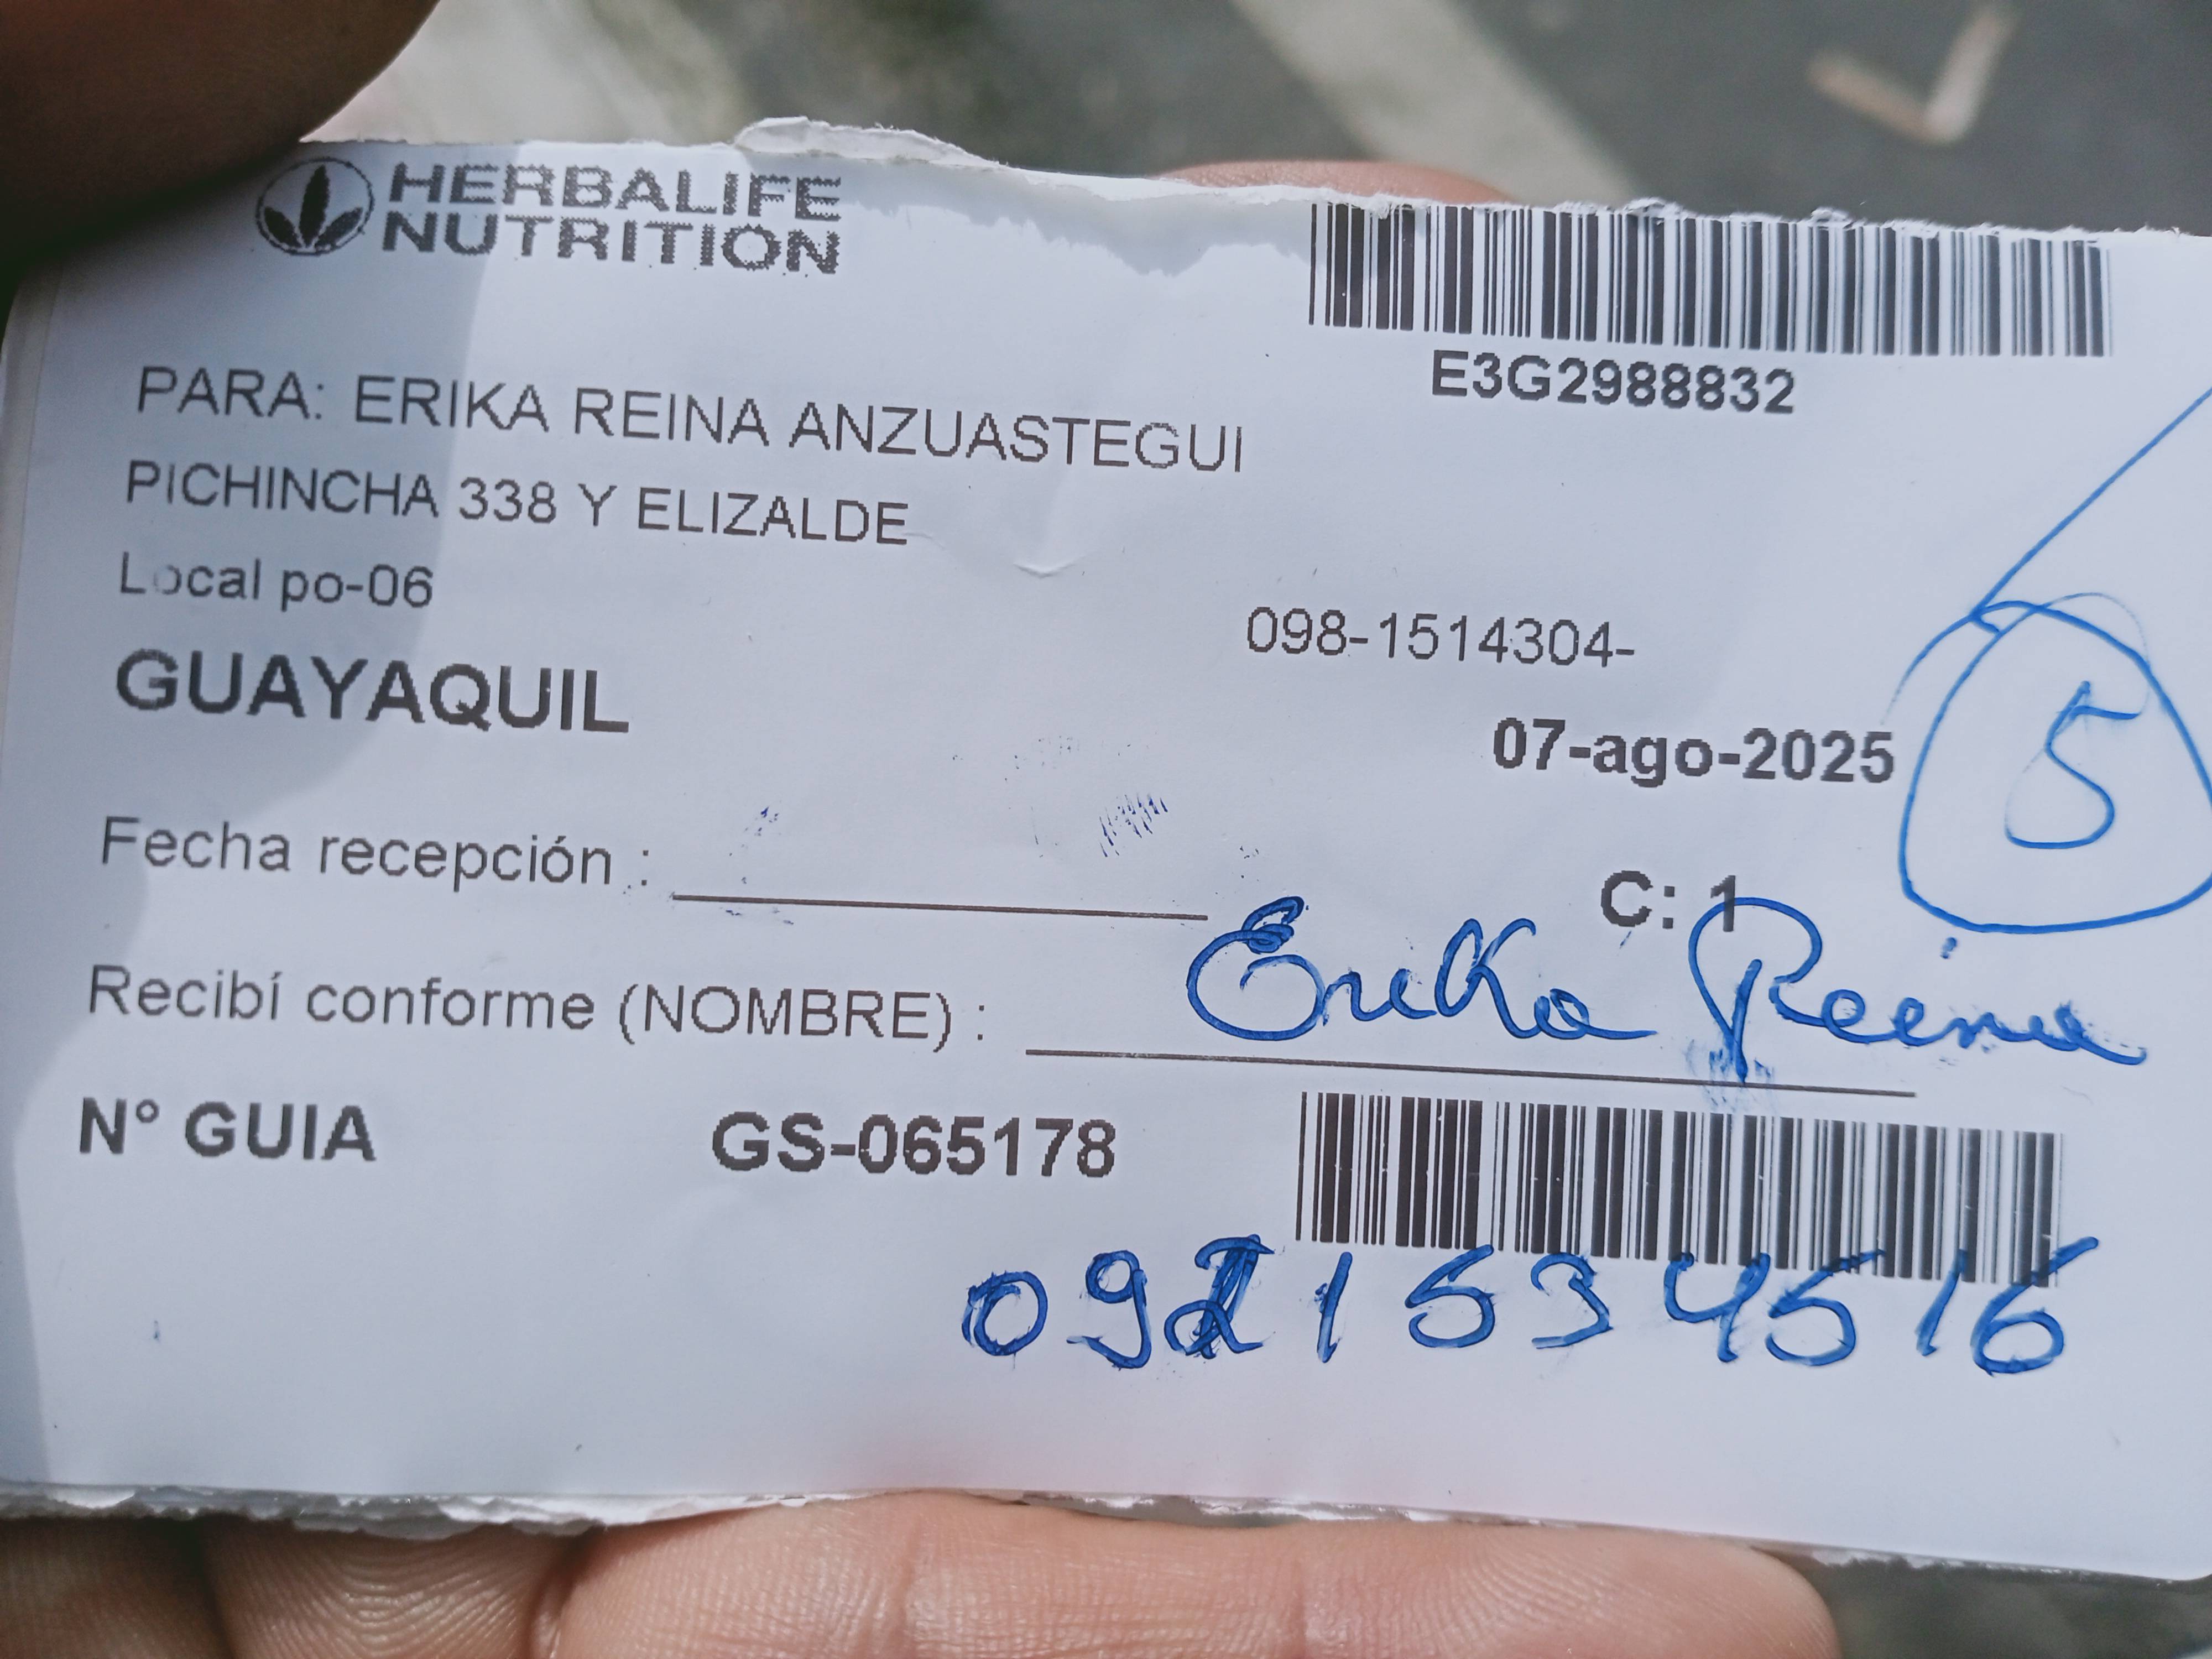 HERBALIFE
NUTRITION
E3G2988832
PARA: ERIKA REINA ANZUASTEGUI
PICHINCHA 338 Y ELIZALDE
Local po-06
098-1514304-
GUAYAQUIL
07-ago-2025
5
Fecha recepción :
C: 1
Recibí conforme (NOMBRE) : Erika Reina
N° GUIA GS-065178